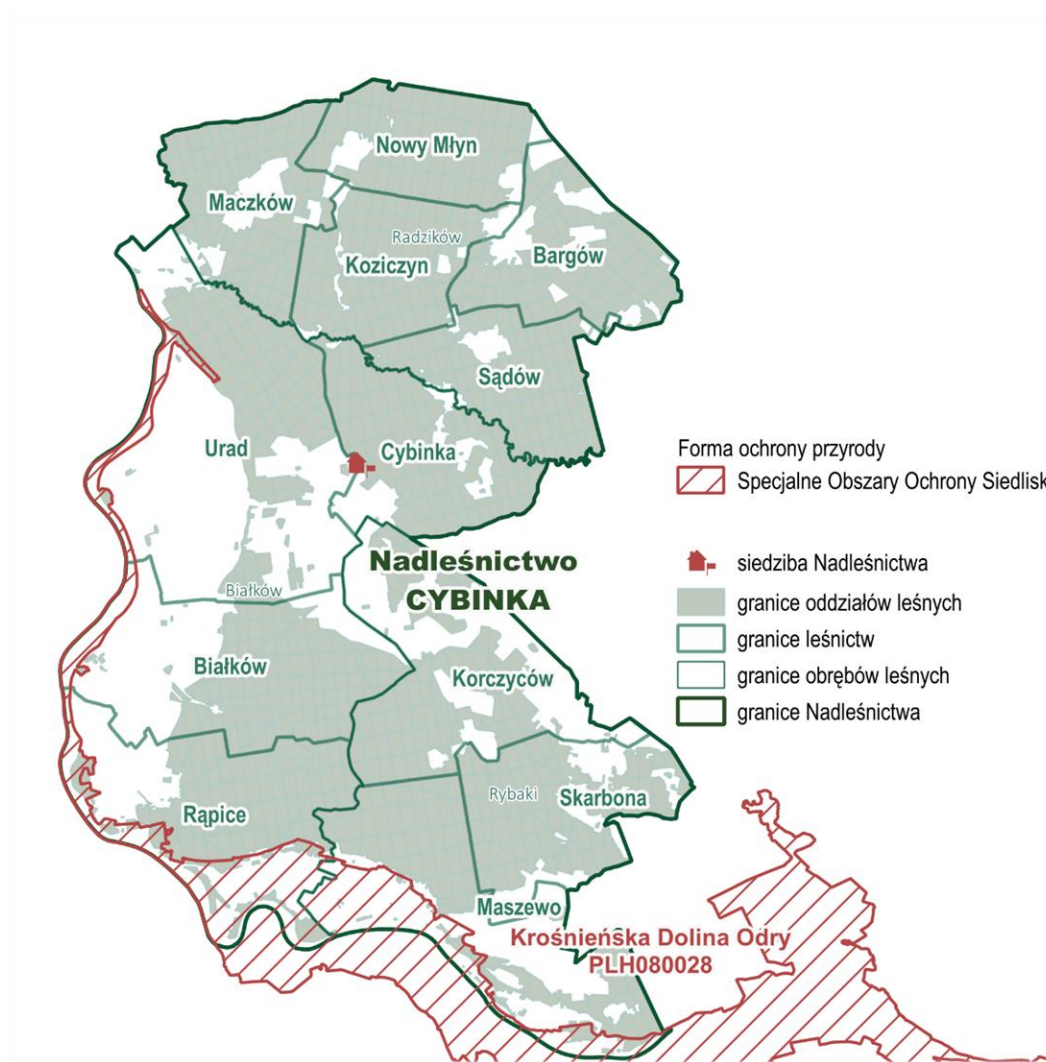 Nowy Młyn
Maczków
Radzików
Koziczyn
Bargów
Sądów
Urad
Cybinka
Forma ochrony przyrody
Specjalne Obszary Ochrony Siedlisk
siedziba Nadleśnictwa
granice oddziałów leśnych
granice leśnictw
granice obrębów leśnych
granice Nadleśnictwa
Nadleśnictwo
CYBINKA
Białków
Białków
Korczyców
Rąpice
Rybaki
Skarbona
Maszewo
Krośnieńska Dolina Odry
PLH080028